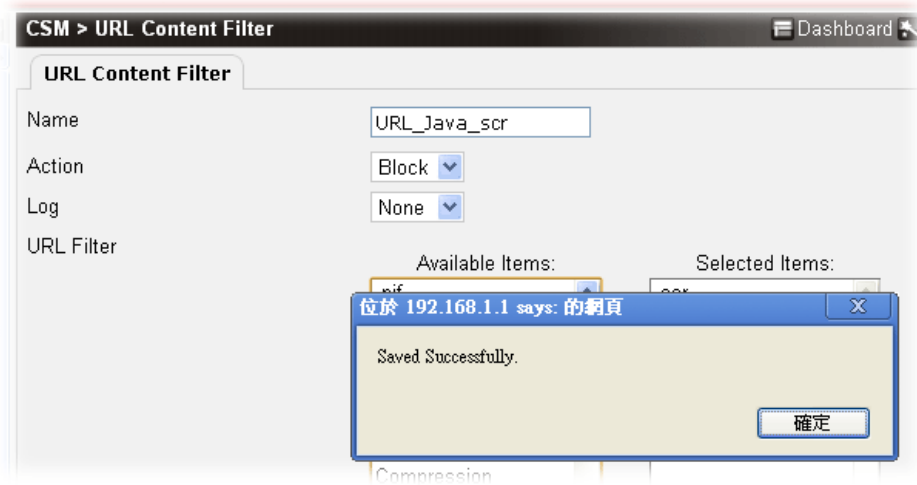 CSM > URL Content Filter
Dashboard
URL Content Filter
Name
URL_Java_scr
Action
Block
Log
None
URL Filter
Available Items:
Selected Items:
位於 192.168.1.1 says: 的網頁
X
Saved Successfully.
確定
Compression